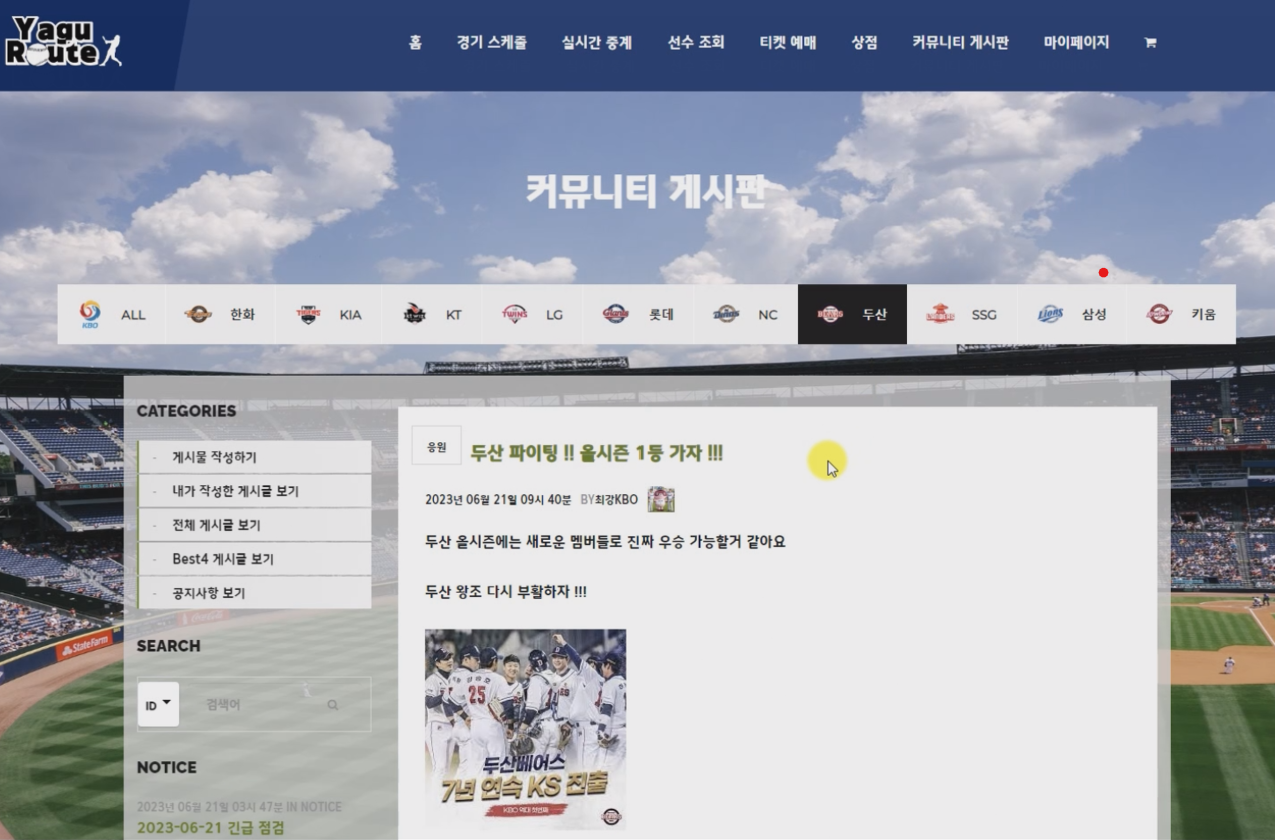 Yagu
Route
홈 경기 스케줄 실시간 중계 선수 조회 티켓 예매 상점 커뮤니티 게시판 마이페이지
커뮤니티 게시판
ALL 한화 KIA KT LG 롯데 NC 두산 SSG 삼성 키움
CATEGORIES
- 게시물 작성하기
- 내가 작성한 게시글 보기
- 전체 게시글 보기
- Best4 게시글 보기
- 공지사항 보기
SEARCH
ID 검색어
NOTICE
2023년 06월 21일 03시 47분 IN NOTICE
2023-06-21 긴급 점검
응원 두산 파이팅 !! 올시즌 1등 가자 !!!
2023년 06월 21일 09시 40분 BY최강KBO
두산 올시즌에는 새로운 멤버들로 진짜 우승 가능할거 같아요
두산 왕조 다시 부활하자 !!!
25
두산베어스
7년 연속 KS 진출
KBO 역대 첫번째
StateFarm